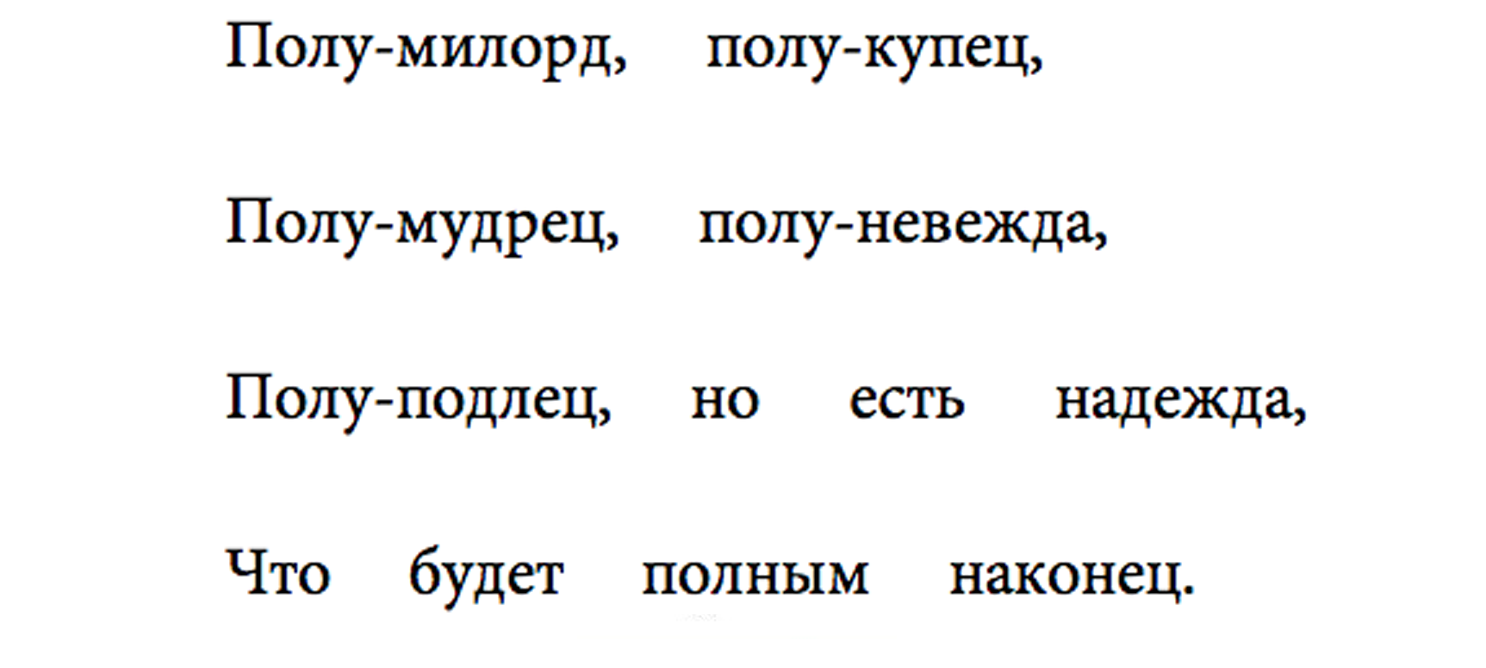 Полу-милорд, полу-купец,
Полу-мудрец, полу-невежда,
Полу-подлец, но есть надежда,
Что будет полным наконец.